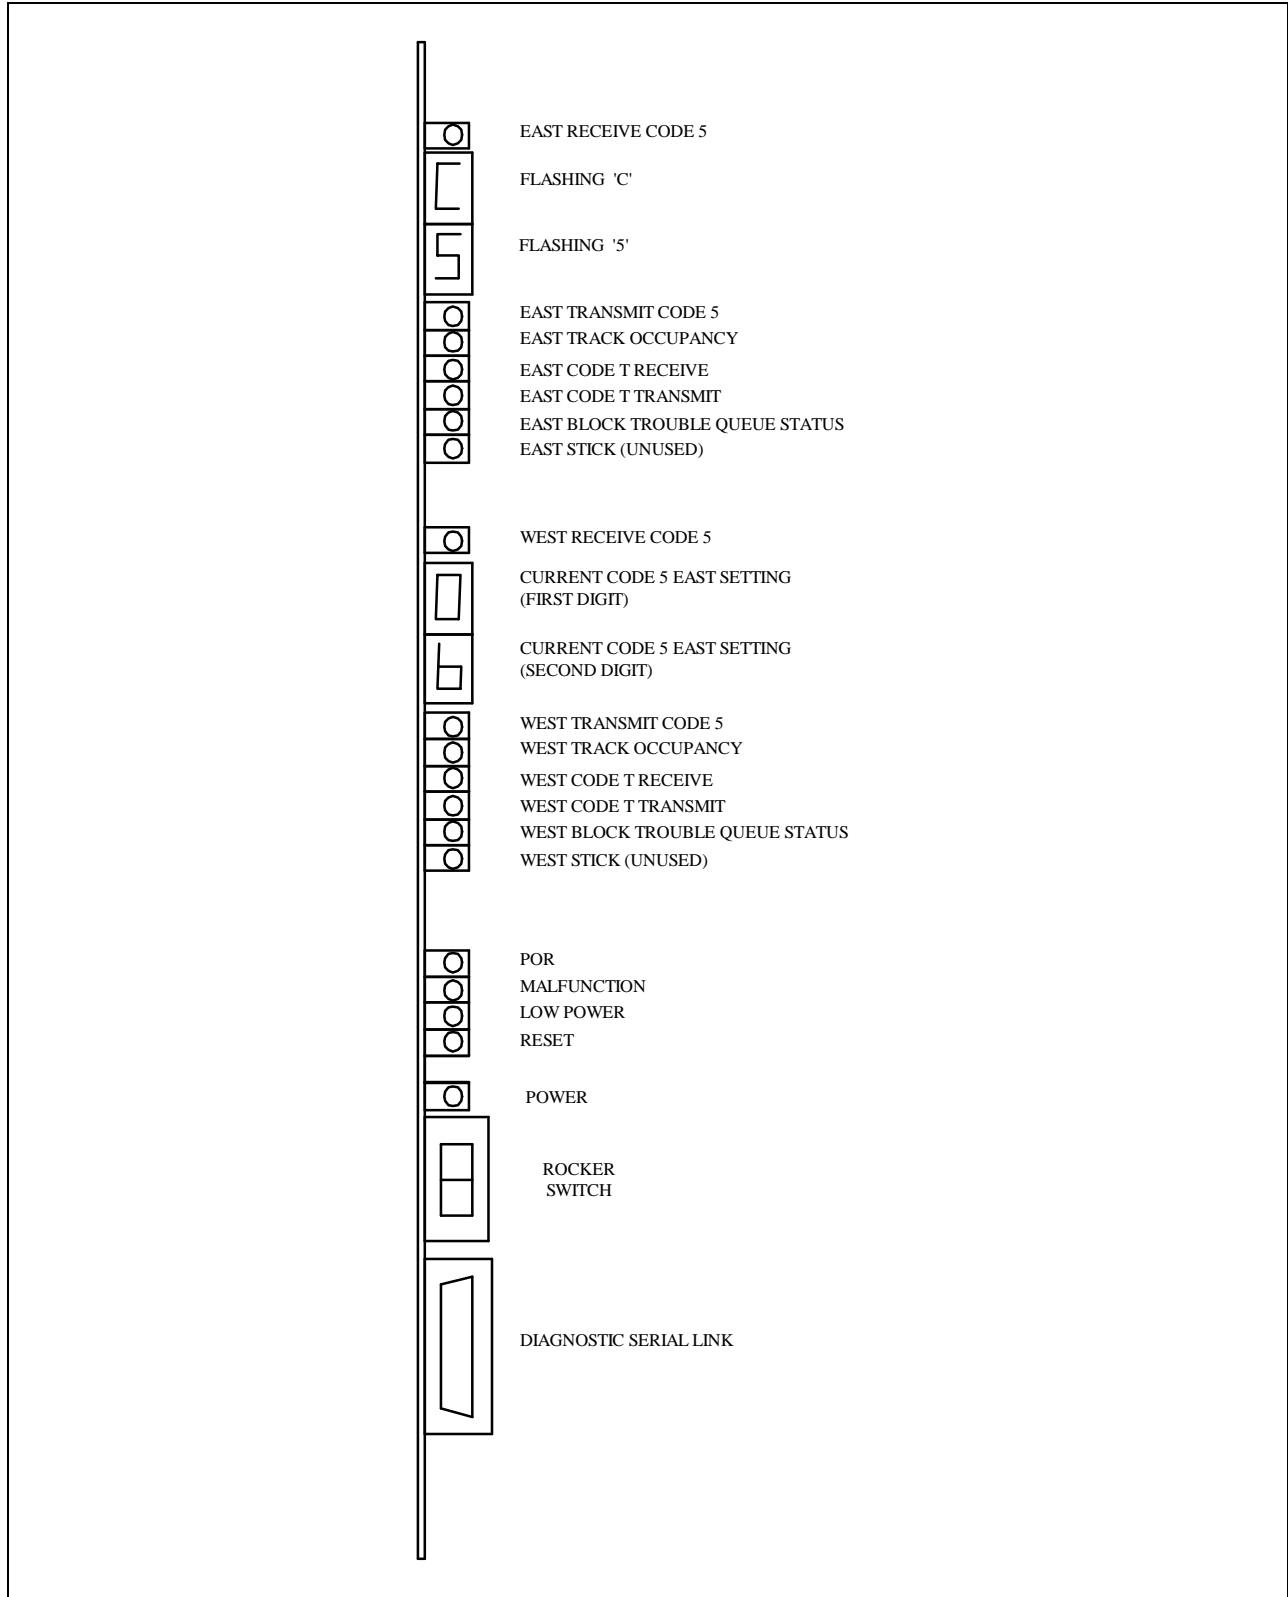 EAST RECEIVE CODE 5
FLASHING 'C'
C
FLASHING '5'
5
EAST TRANSMIT CODE 5
EAST TRACK OCCUPANCY
EAST CODE T RECEIVE
EAST CODE T TRANSMIT
EAST BLOCK TROUBLE QUEUE STATUS
EAST STICK (UNUSED)
WEST RECEIVE CODE 5
CURRENT CODE 5 EAST SETTING
(FIRST DIGIT)
0
CURRENT CODE 5 EAST SETTING
(SECOND DIGIT)
6
WEST TRANSMIT CODE 5
WEST TRACK OCCUPANCY
WEST CODE T RECEIVE
WEST CODE T TRANSMIT
WEST BLOCK TROUBLE QUEUE STATUS
WEST STICK (UNUSED)
POR
MALFUNCTION
LOW POWER
RESET
POWER
ROCKER
SWITCH
DIAGNOSTIC SERIAL LINK